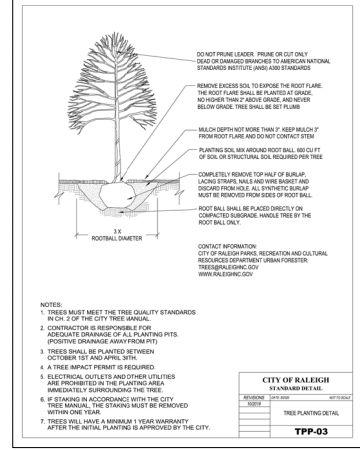 DO NOT PRUNE LEADER. PRUNE OR CUT ONLY
DEAD OR DAMAGED BRANCHES TO AMERICAN NATIONAL
STANDARDS INSTITUTE (ANSI) A300 STANDARDS
REMOVE EXCESS SOIL TO EXPOSE THE ROOT FLARE.
THE ROOT FLARE SHALL BE PLANTED AT GRADE,
NO HIGHER THAN 2" ABOVE GRADE, AND NEVER
BELOW GRADE. TREE SHALL BE SET PLUMB
MULCH DEPTH NOT MORE THAN 3". KEEP MULCH 3"
FROM ROOT FLARE AND DO NOT CONTACT STEM
PLANTING SOIL MIX AROUND ROOT BALL. 600 CU FT
OF SOIL OR STRUCTURAL SOIL REQUIRED PER TREE
COMPLETELY REMOVE TOP HALF OF BURLAP,
LACING STRAPS, NAILS AND WIRE BASKET AND
DISCARD FROM HOLE. ALL SYNTHETIC BURLAP
MUST BE REMOVED FROM SIDES OF ROOT BALL.
ROOT BALL SHALL BE PLACED DIRECTLY ON
COMPACTED SUBGRADE. HANDLE TREE BY THE
ROOT BALL ONLY.
3 X
ROOTBALL DIAMETER
CONTACT INFORMATION:
CITY OF RALEIGH PARKS, RECREATION AND CULTURAL
RESOURCES DEPARTMENT URBAN FORESTER:
TREES@RALEIGHNC.GOV
WWW.RALEIGHNC.GOV
NOTES:
1. TREES MUST MEET THE TREE QUALITY STANDARDS
IN CH. 2 OF THE CITY TREE MANUAL.
2. CONTRACTOR IS RESPONSIBLE FOR
ADEQUATE DRAINAGE OF ALL PLANTING PITS.
(POSITIVE DRAINAGE AWAY FROM PIT)
3. TREES SHALL BE PLANTED BETWEEN
OCTOBER 1ST AND APRIL 30TH.
4. A TREE IMPACT PERMIT IS REQUIRED.
5. ELECTRICAL OUTLETS AND OTHER UTILITIES
ARE PROHIBITED IN THE PLANTING AREA
IMMEDIATELY SURROUNDING THE TREE.
6. IF STAKING IN ACCORDANCE WITH THE CITY
TREE MANUAL, THE STAKING MUST BE REMOVED
WITHIN ONE YEAR.
7. TREES WILL HAVE A MINIMUM 1 YEAR WARRANTY
AFTER THE INITIAL PLANTING IS APPROVED BY THE CITY.
CITY OF RALEIGH
STANDARD DETAIL
REVISIONS DATE: NOT TO SCALE
10/2018
TREE PLANTING DETAIL
TPP-03